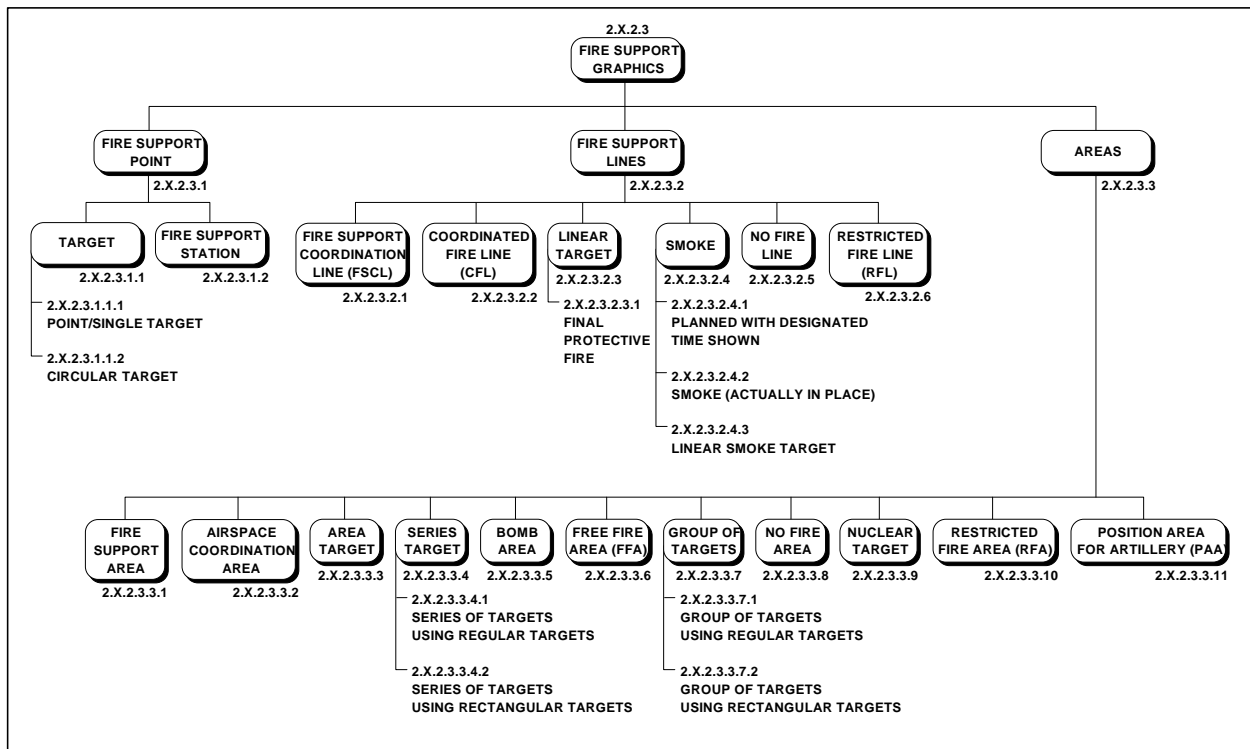 2.X.2.3
FIRE SUPPORT
GRAPHICS
FIRE SUPPORT
POINT
2.X.2.3.1
FIRE SUPPORT
LINES
2.X.2.3.2
AREAS
2.X.2.3.3
TARGET
2.X.2.3.1.1
FIRE SUPPORT
STATION
2.X.2.3.1.2
2.X.2.3.1.1.1
POINT/SINGLE TARGET
2.X.2.3.1.1.2
CIRCULAR TARGET
FIRE SUPPORT
COORDINATION
LINE (FSCL)
2.X.2.3.2.1
COORDINATED
FIRE LINE
(CFL)
2.X.2.3.2.2
LINEAR
TARGET
2.X.2.3.2.3
2.X.2.3.2.3.1
FINAL
PROTECTIVE
FIRE
SMOKE
2.X.2.3.2.4
2.X.2.3.2.4.1
PLANNED WITH DESIGNATED
TIME SHOWN
2.X.2.3.2.4.2
SMOKE (ACTUALLY IN PLACE)
2.X.2.3.2.4.3
LINEAR SMOKE TARGET
NO FIRE
LINE
2.X.2.3.2.5
RESTRICTED
FIRE LINE
(RFL)
2.X.2.3.2.6
FIRE
SUPPORT
AREA
2.X.2.3.3.1
AIRSPACE
COORDINATION
AREA
2.X.2.3.3.2
AREA
TARGET
2.X.2.3.3.3
SERIES
TARGET
2.X.2.3.3.4
2.X.2.3.3.4.1
SERIES OF TARGETS
USING REGULAR TARGETS
2.X.2.3.3.4.2
SERIES OF TARGETS
USING RECTANGULAR TARGETS
BOMB
AREA
2.X.2.3.3.5
FREE FIRE
AREA (FFA)
2.X.2.3.3.6
GROUP OF
TARGETS
2.X.2.3.3.7
2.X.2.3.3.7.1
GROUP OF TARGETS
USING REGULAR TARGETS
2.X.2.3.3.7.2
GROUP OF TARGETS
USING RECTANGULAR TARGETS
NO FIRE
AREA
2.X.2.3.3.8
NUCLEAR
TARGET
2.X.2.3.3.9
RESTRICTED
FIRE AREA (RFA)
2.X.2.3.3.10
POSITION AREA
FOR ARTILLERY (PAA)
2.X.2.3.3.11